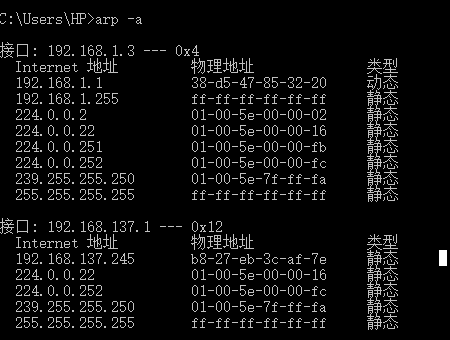 C:\Users\HP>arp -a
接口: 192.168.1.3 --- 0x4
Internet 地址 物理地址 类型
192.168.1.1 38-d5-47-85-32-20 动态
192.168.1.255 ff-ff-ff-ff-ff-ff 静态
224.0.0.2 01-00-5e-00-00-02 静态
224.0.0.22 01-00-5e-00-00-16 静态
224.0.0.251 01-00-5e-00-00-fb 静态
224.0.0.252 01-00-5e-00-00-fc 静态
239.255.255.250 01-00-5e-7f-ff-fa 静态
255.255.255.255 ff-ff-ff-ff-ff-ff 静态
接口: 192.168.137.1 --- 0x12
Internet 地址 物理地址 类型
192.168.137.245 b8-27-eb-3c-af-7e 静态
224.0.0.22 01-00-5e-00-00-16 静态
224.0.0.252 01-00-5e-00-00-fc 静态
239.255.255.250 01-00-5e-7f-ff-fa 静态
255.255.255.255 ff-ff-ff-ff-ff-ff 静态